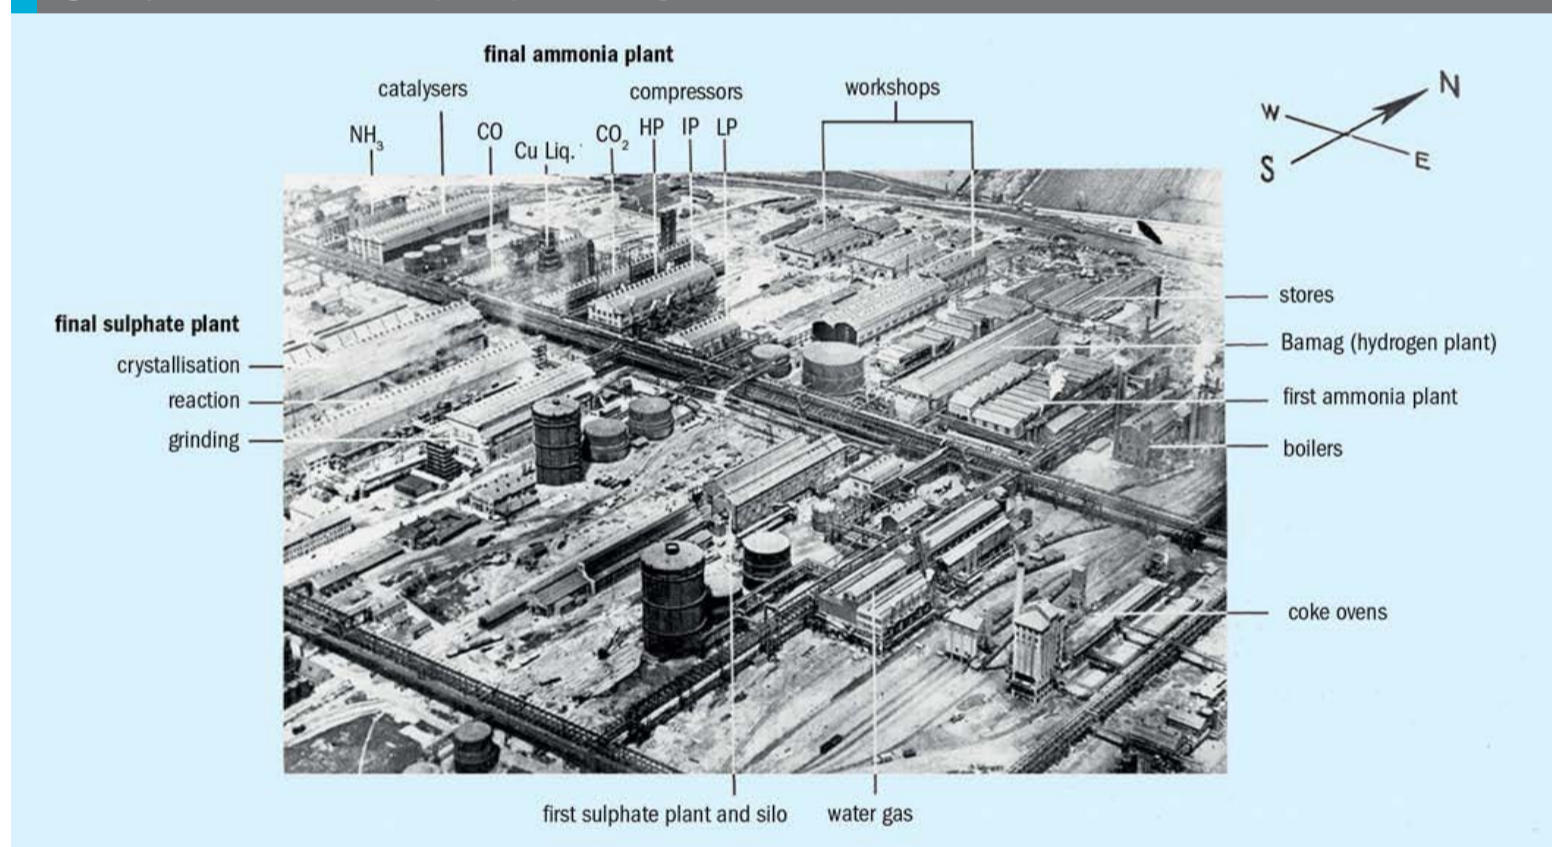 final ammonia plant
catalysers
compressors
workshops
NH3
CO
Cu Liq.
CO2
HP
IP
LP
N
W
S
E
final sulphate plant
crystallisation
reaction
grinding
stores
Bamag (hydrogen plant)
first ammonia plant
boilers
coke ovens
first sulphate plant and silo
water gas